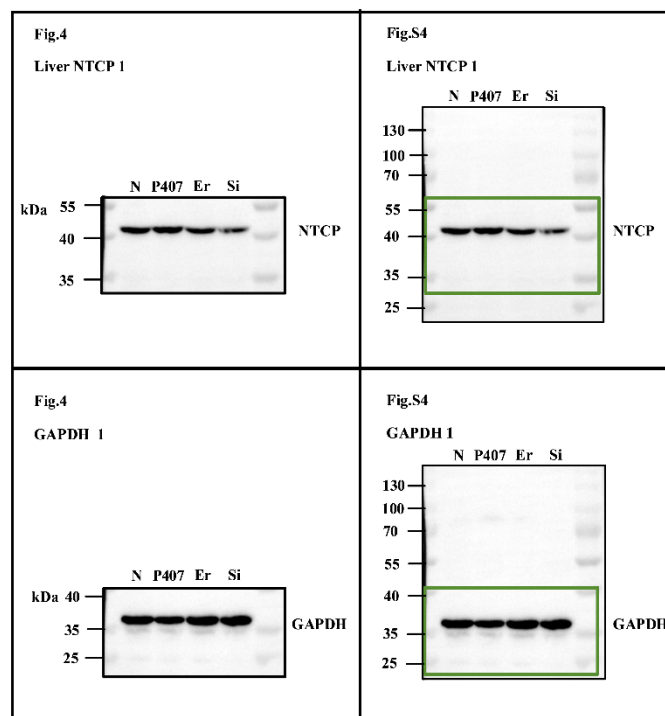 Fig.4
Liver NTCP 1
N P407 Er Si
kDa
55
40
35
NTCP
Fig.S4
Liver NTCP 1
N P407 Er Si
130
100
70
55
40
35
25
NTCP
Fig.4
GAPDH 1
N P407 Er Si
kDa 40
35
25
GAPDH
Fig.S4
GAPDH 1
N P407 Er Si
130
100
70
55
40
35
25
GAPDH